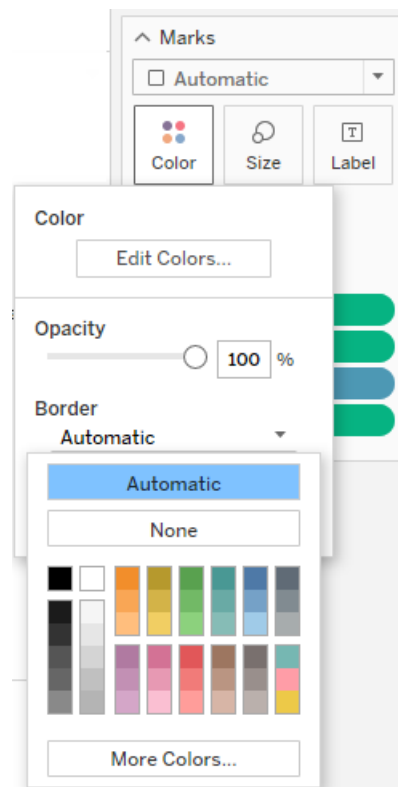 Marks
Automatic
Color
Size
Label
Color
Edit Colors...
Opacity
100 %
Border
Automatic
Automatic
None
More Colors...